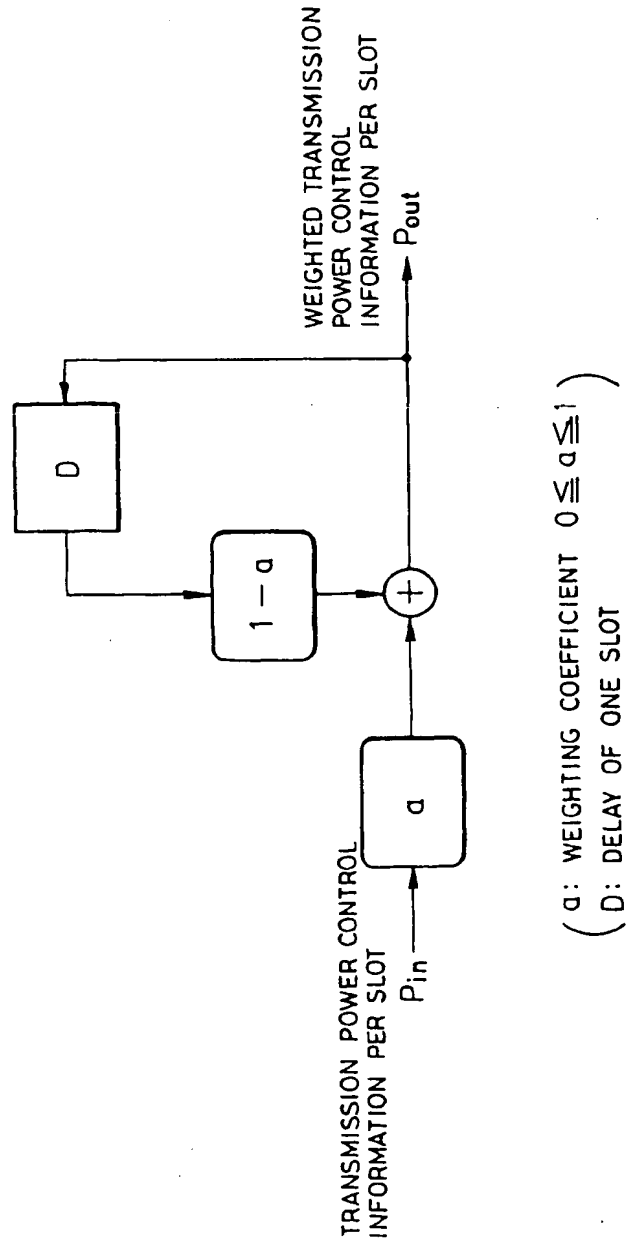 TRANSMISSION POWER CONTROL
INFORMATION PER SLOT
Pin
a
1 − a
D
+
WEIGHTED TRANSMISSION
POWER CONTROL
INFORMATION PER SLOT
Pout
(a: WEIGHTING COEFFICIENT 0 ≦ a ≦ 1
D: DELAY OF ONE SLOT)